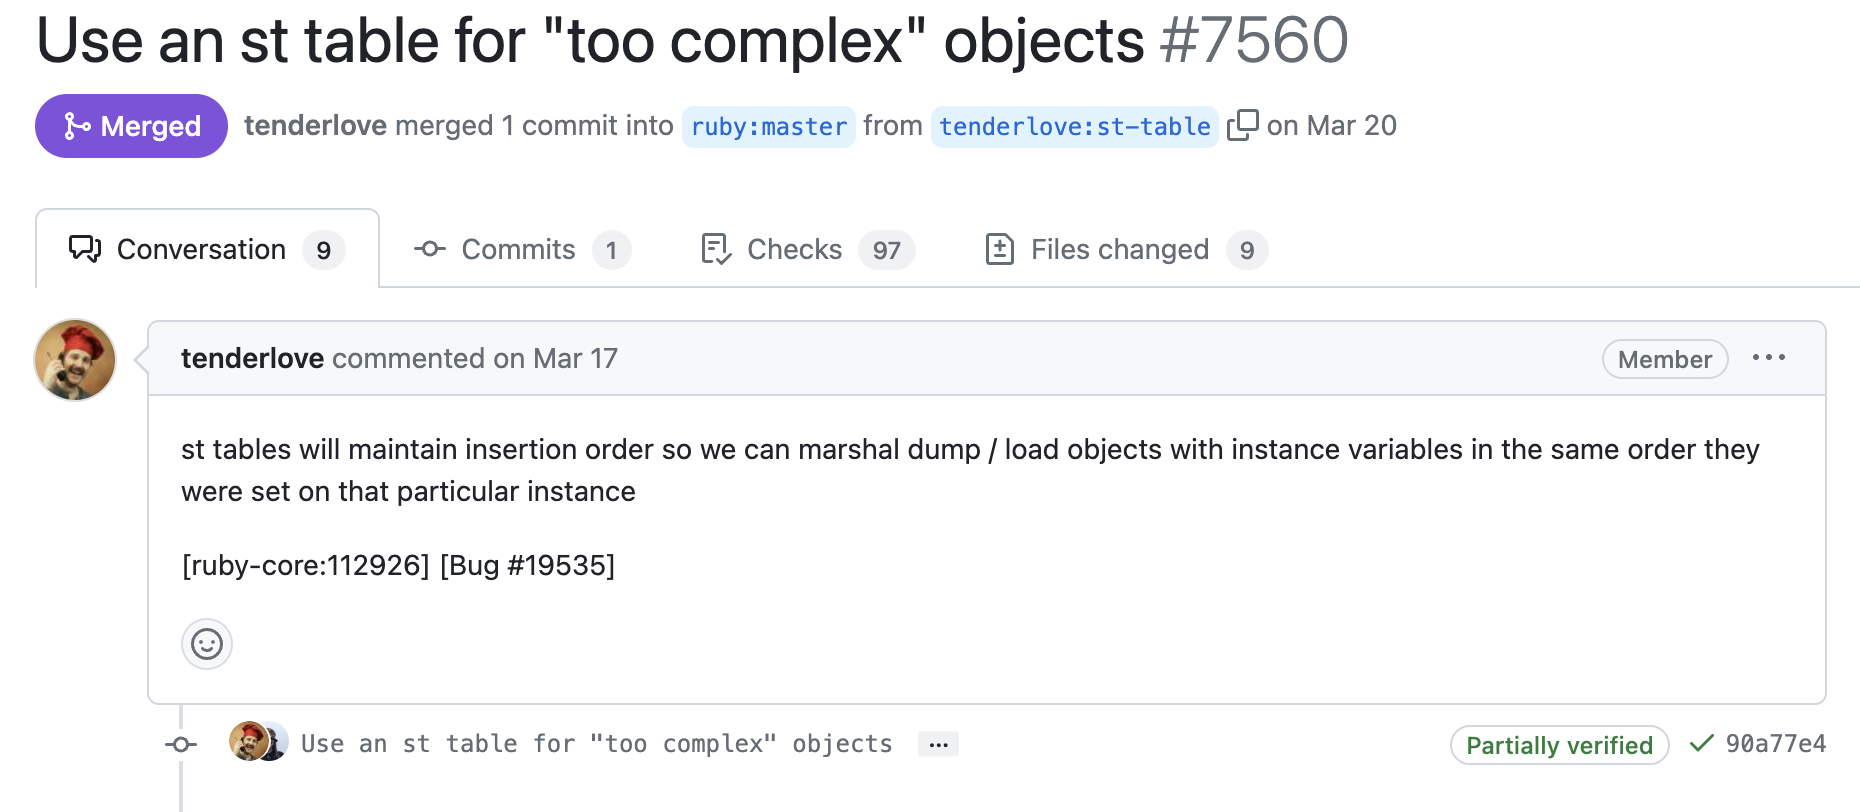 Use an st table for "too complex" objects #7560
Merged tenderlove merged 1 commit into ruby:master from tenderlove:st-table on Mar 20
Conversation 9 Commits 1 Checks 97 Files changed 9
tenderlove commented on Mar 17 Member ...
st tables will maintain insertion order so we can marshal dump / load objects with instance variables in the same order they
were set on that particular instance
[ruby-core:112926] [Bug #19535]
Use an st table for "too complex" objects ... Partially verified 90a77e4